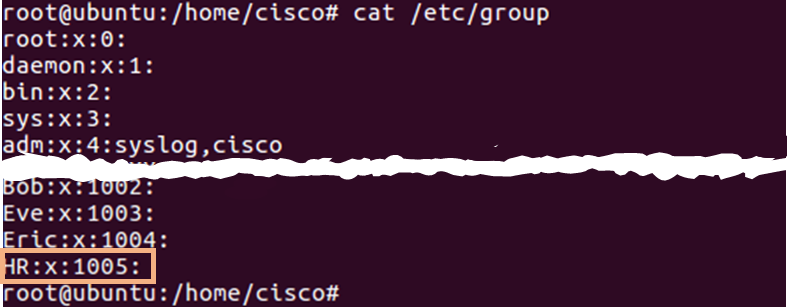 root@ubuntu:/home/cisco# cat /etc/group
root:x:0:
daemon:x:1:
bin:x:2:
sys:x:3:
adm:x:4:syslog,cisco
Bob:x:1002:
Eve:x:1003:
Eric:x:1004:
HR:x:1005:
root@ubuntu:/home/cisco#